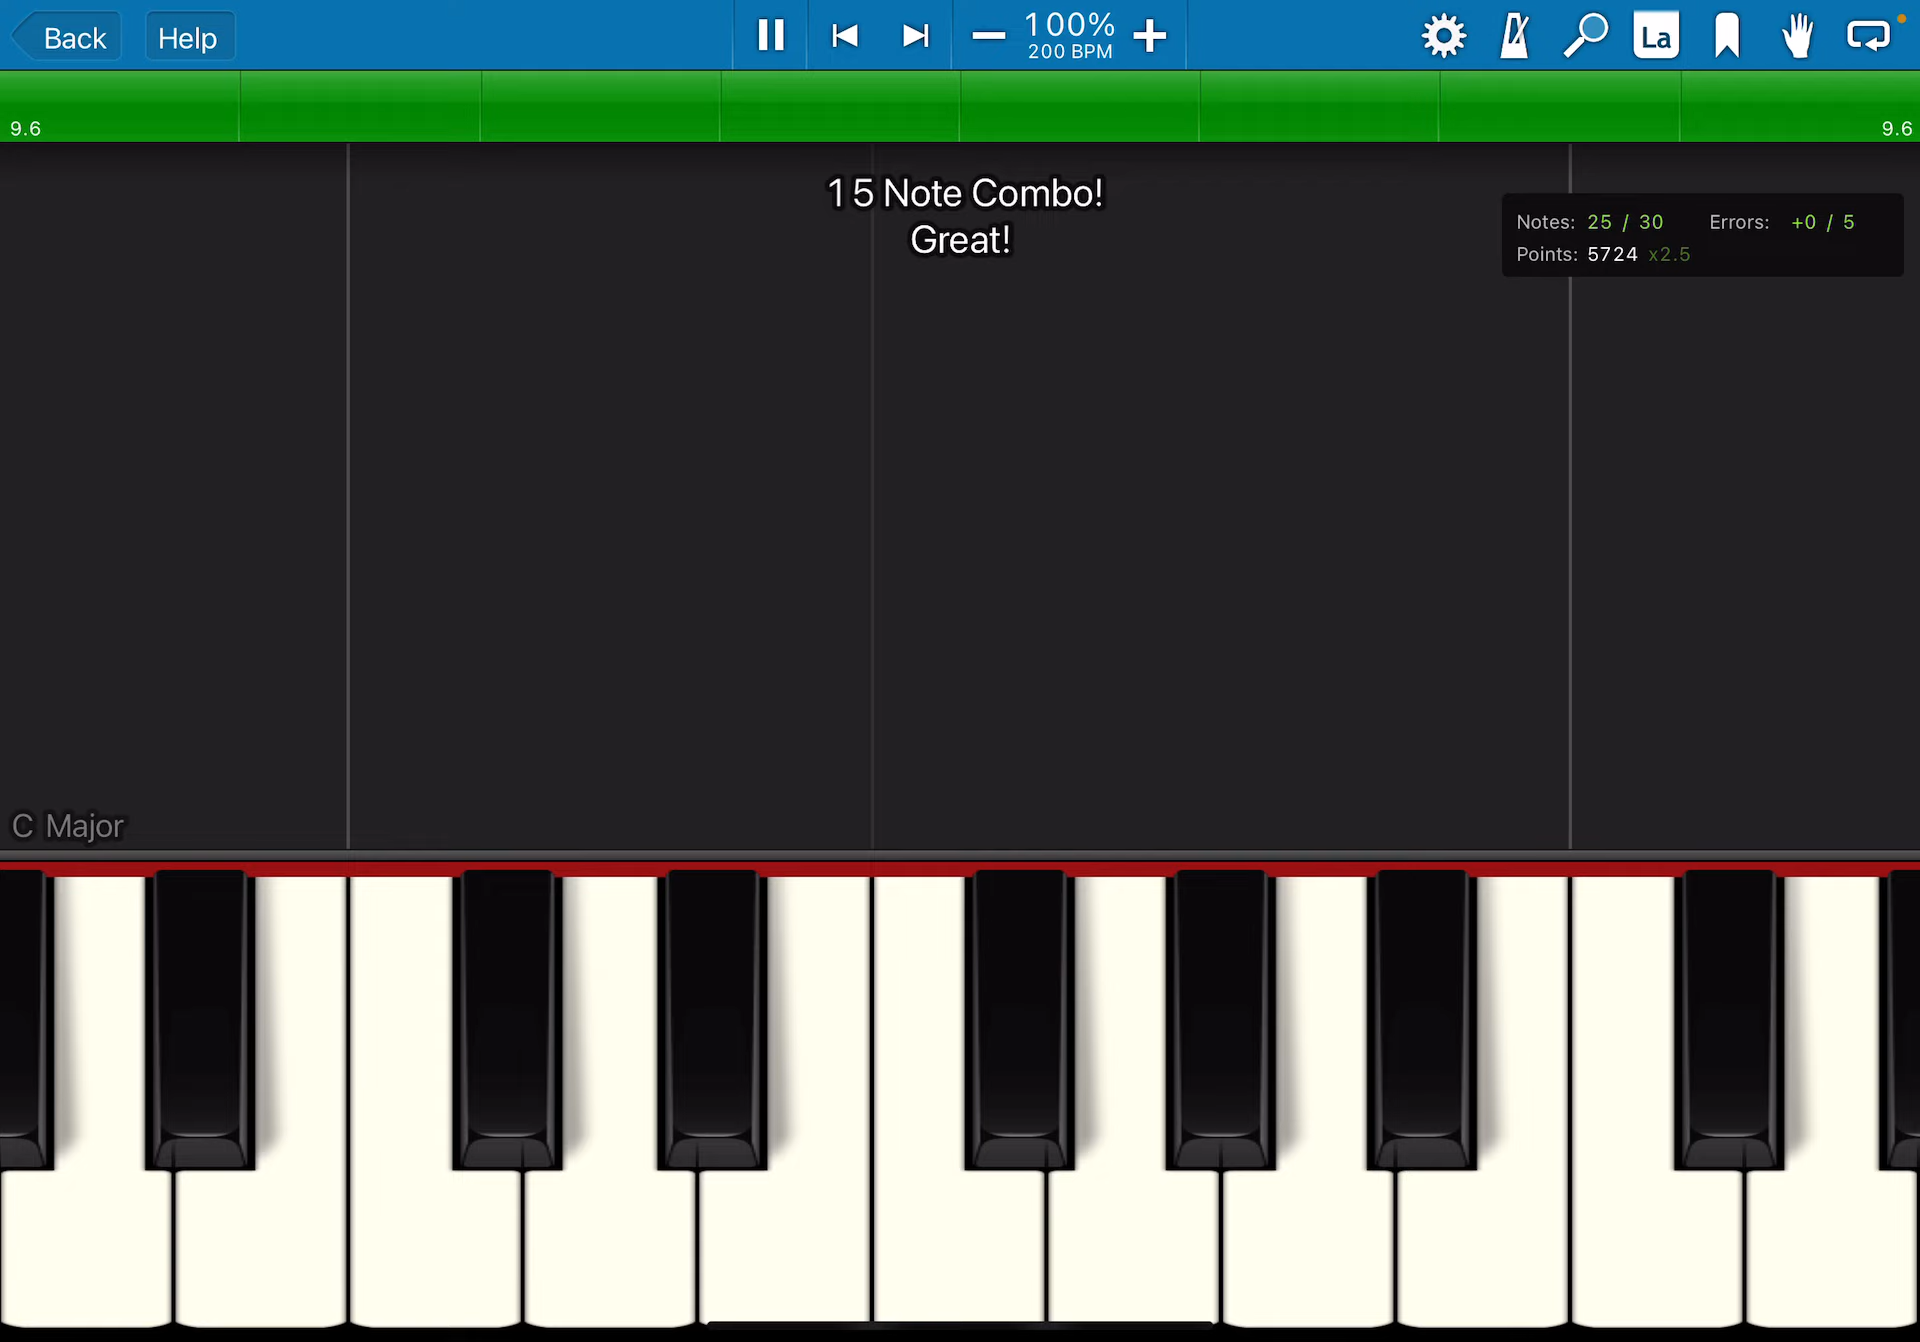 Back
Help
100%
200 BPM
La
9.6
9.6
15 Note Combo!
Great!
Notes: 25 / 30 Errors: +0 / 5
Points: 5724 x2.5
C Major